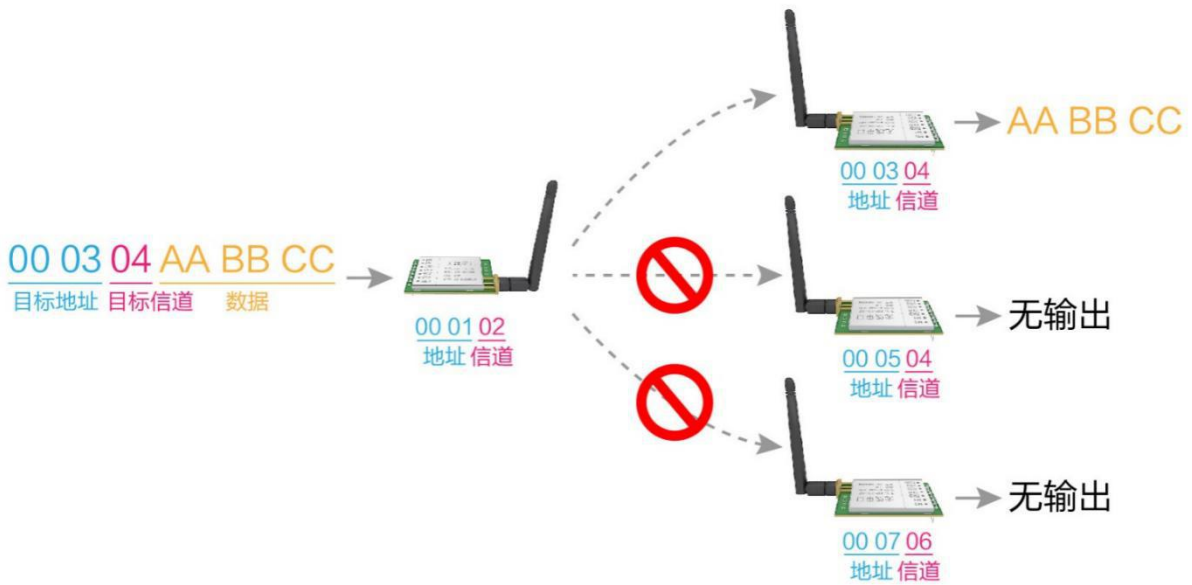 00 03 04 AA BB CC
目标地址 目标信道 数据
00 01 02
地址 信道
AA BB CC
00 03 04
地址 信道
无输出
00 05 04
地址 信道
无输出
00 07 06
地址 信道